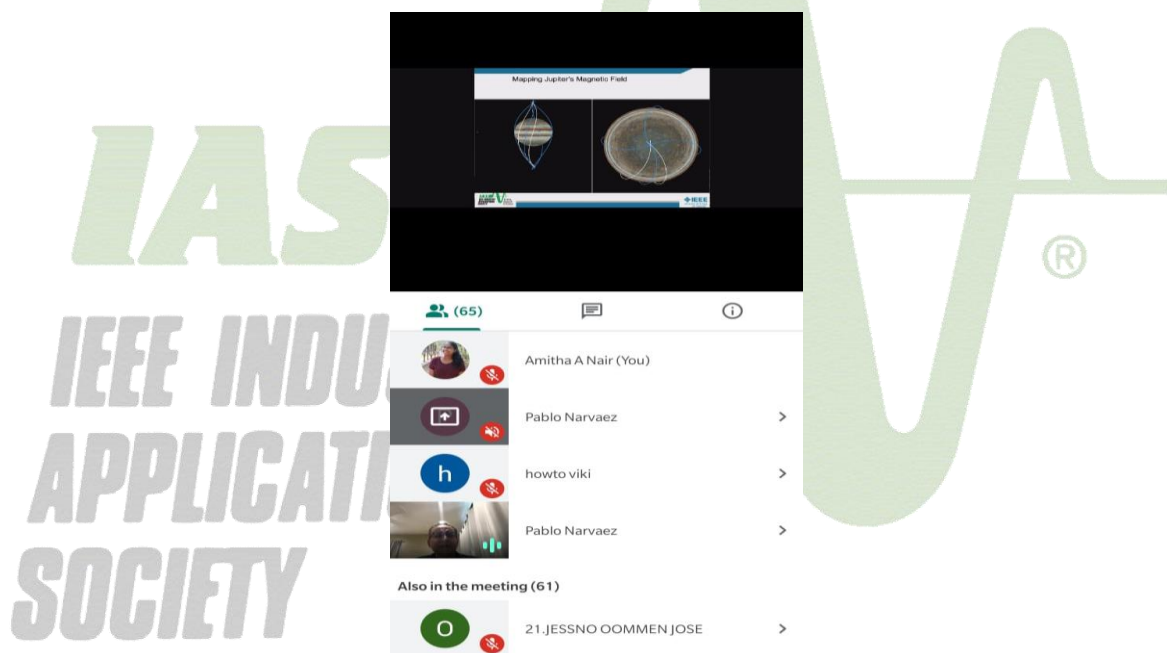 Mapping Jupiter's Magnetic Field
IEEE
(65)
Amitha A Nair (You)
Pablo Narvaez
h
howto viki
Pablo Narvaez
Also in the meeting (61)
O
21.JESSNO OOMMEN JOSE
IAS
®
IEEE INDU
APPLICATI
SOCIETY